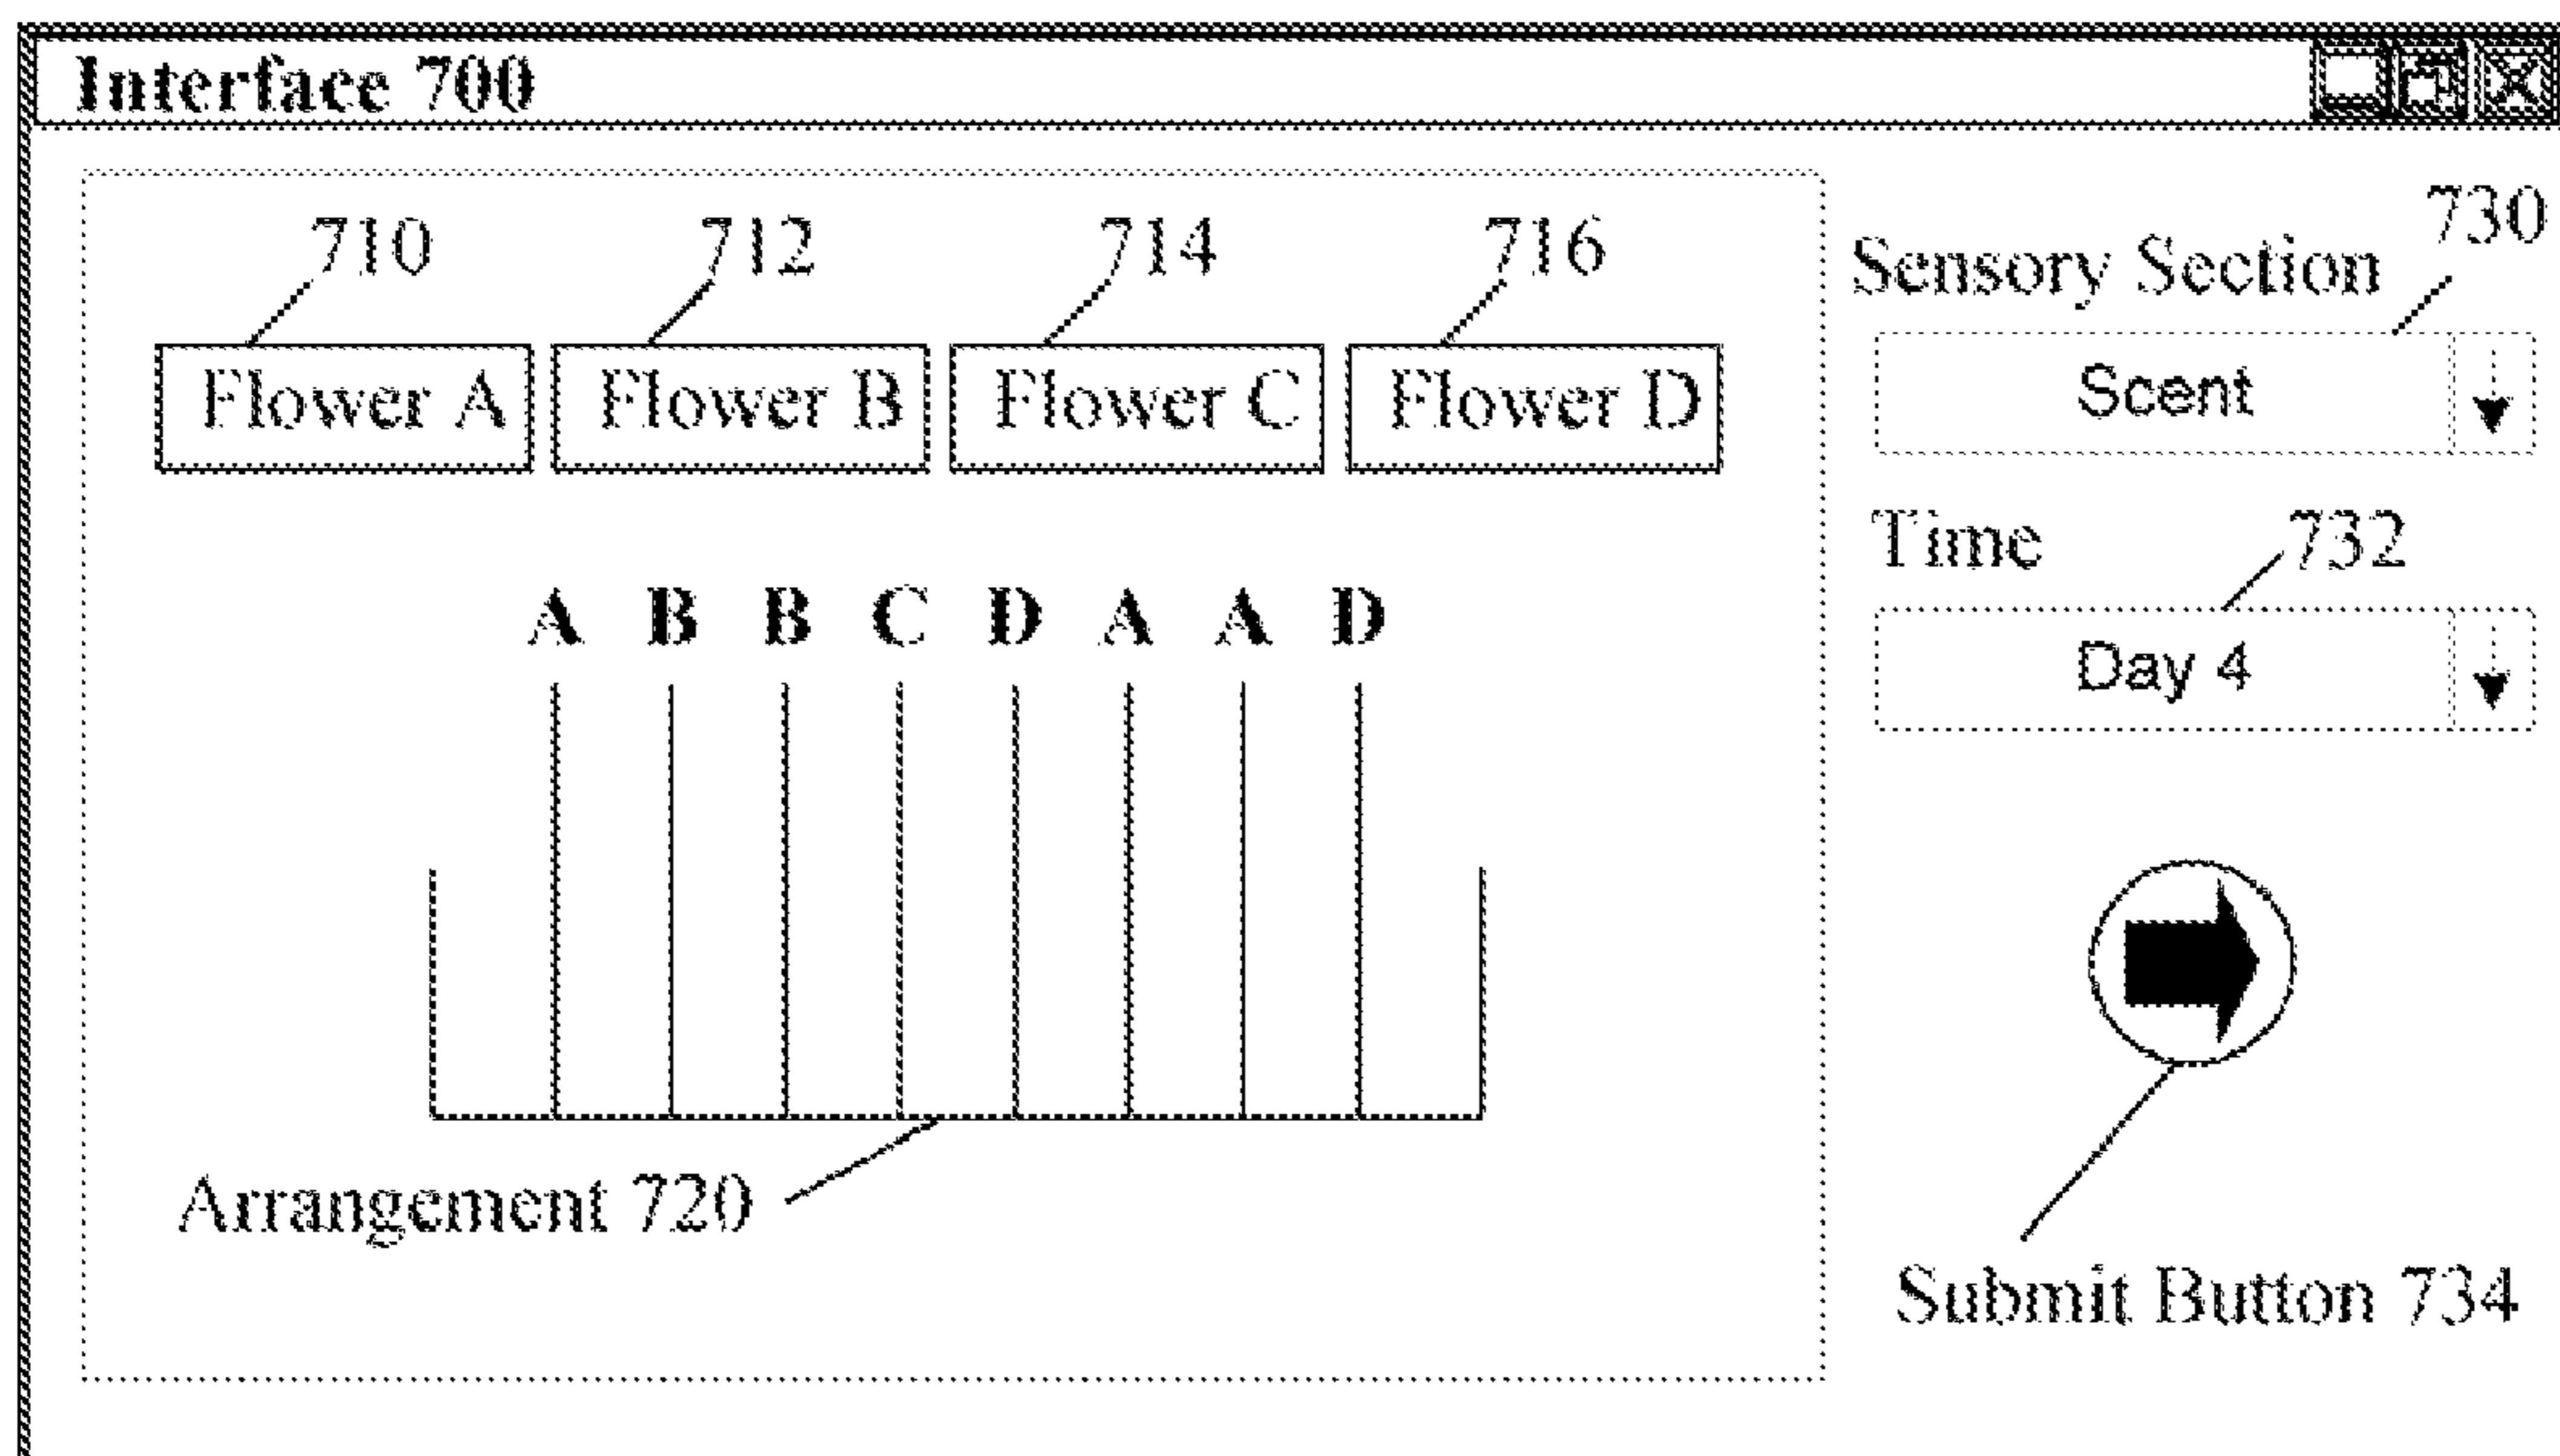 Interface 700
710 712 714 716
Flower A Flower B Flower C Flower D
A B B C D A A D
Arrangement 720
730
Sensory Section
Scent
Time 732
Day 4
Submit Button 734